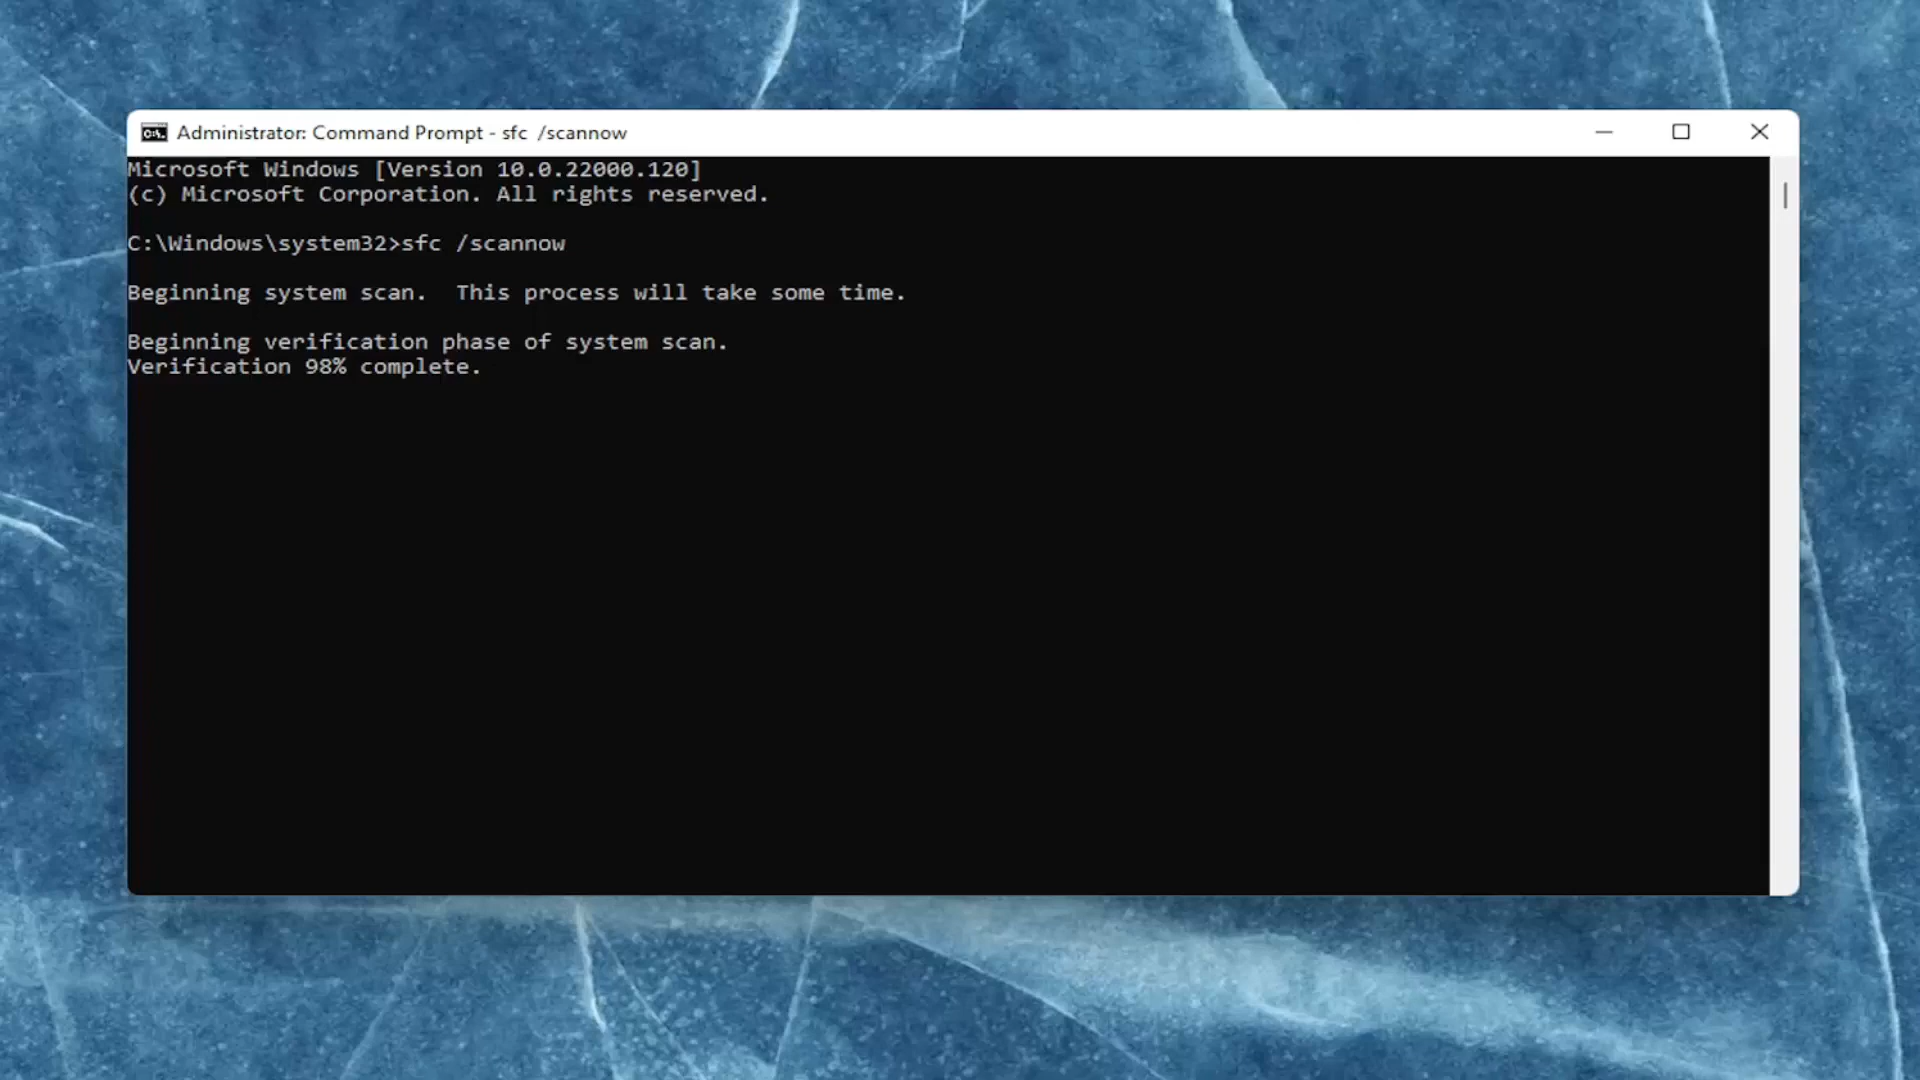 Administrator: Command Prompt - sfc  /scannow
Microsoft Windows [Version 10.0.22000.120]
(c) Microsoft Corporation. All rights reserved.
C:\Windows\system32>sfc /scannow
Beginning system scan.  This process will take some time.
Beginning verification phase of system scan.
Verification 98% complete.